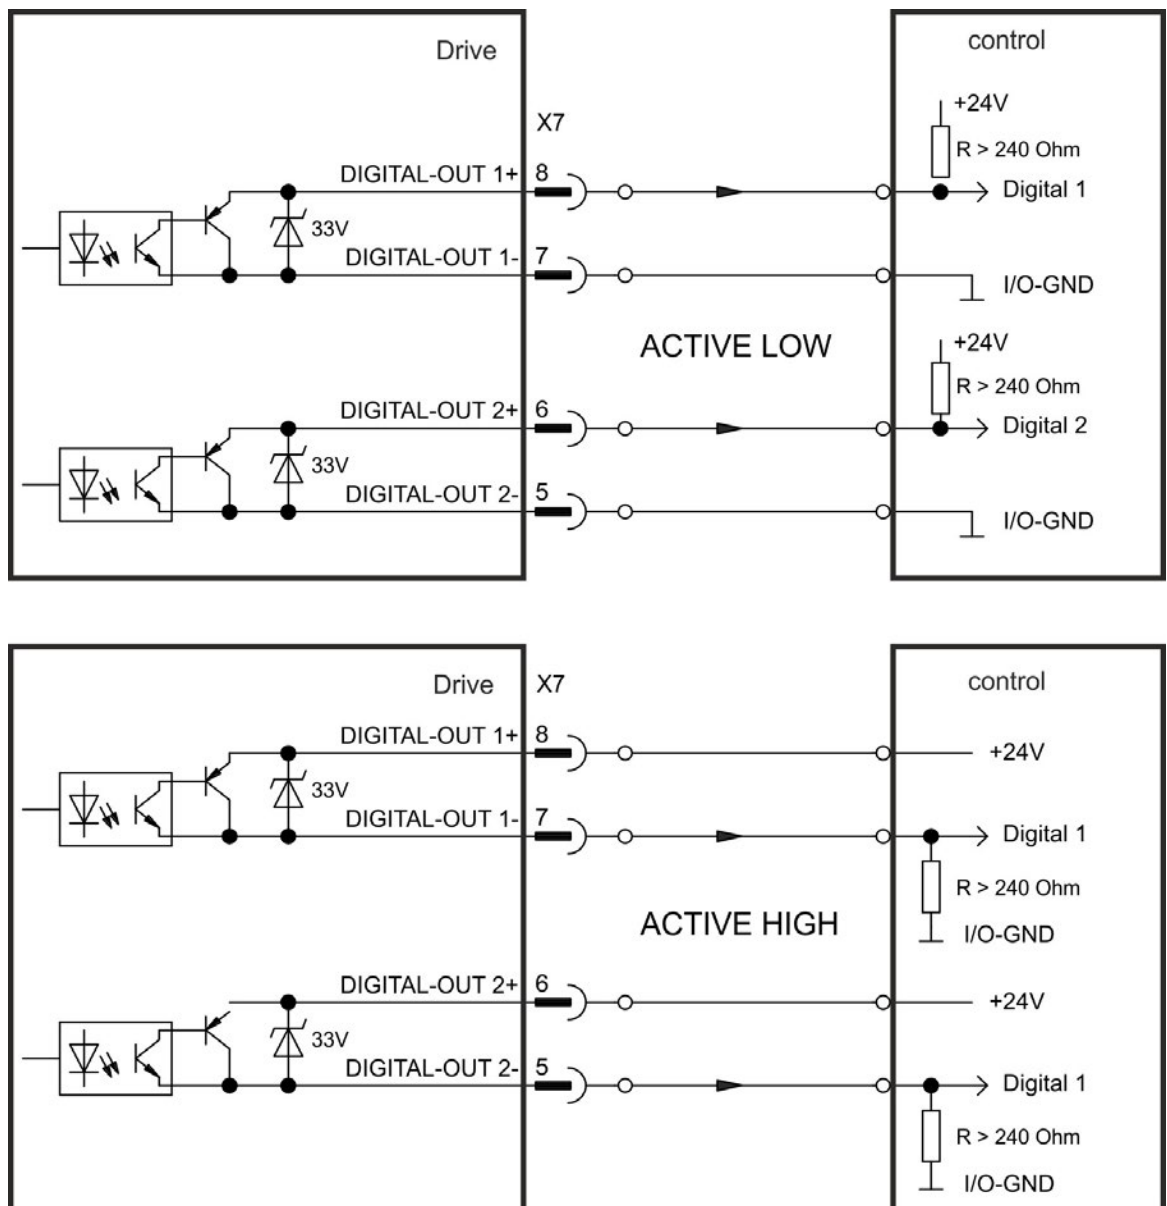 Drive
control
+24V
X7
R > 240 Ohm
DIGITAL-OUT 1+
8
Digital 1
33V
DIGITAL-OUT 1-
7
I/O-GND
ACTIVE LOW
+24V
R > 240 Ohm
DIGITAL-OUT 2+
6
Digital 2
33V
DIGITAL-OUT 2-
5
I/O-GND
Drive
X7
control
DIGITAL-OUT 1+
8
+24V
33V
DIGITAL-OUT 1-
7
Digital 1
R > 240 Ohm
ACTIVE HIGH
I/O-GND
DIGITAL-OUT 2+
6
+24V
33V
DIGITAL-OUT 2-
5
Digital 1
R > 240 Ohm
I/O-GND